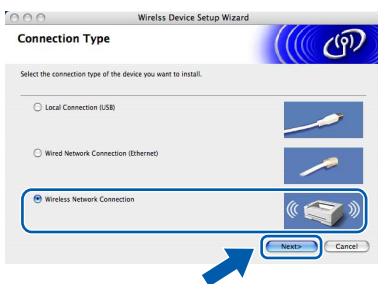 Wirelss Device Setup Wizard
Connection Type
Select the connection type of the device you want to install.
Local Connection (USB)
Wired Network Connection (Ethernet)
Wireless Network Connection
Next>
Cancel